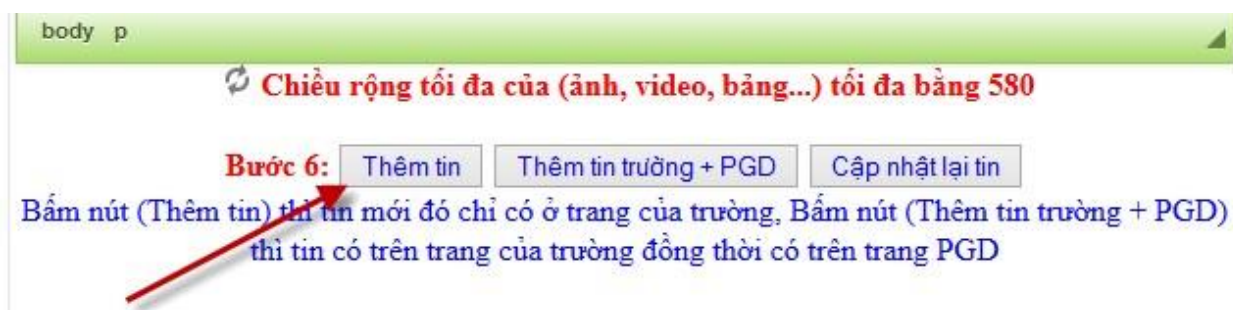 body p
Chiều rộng tối đa của (ảnh, video, bảng...) tối đa bằng 580
Bước 6: Thêm tin Thêm tin trường + PGD Cập nhật lại tin
Bấm nút (Thêm tin) thì tin mới đó chỉ có ở trang của trường, Bấm nút (Thêm tin trường + PGD)
thì tin có trên trang của trường đồng thời có trên trang PGD